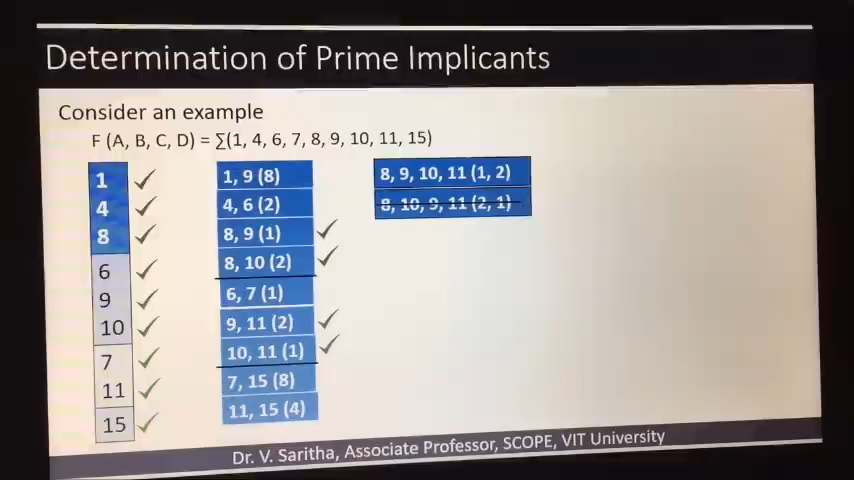 Determination of Prime Implicants
Consider an example
F (A, B, C, D) = ∑(1, 4, 6, 7, 8, 9, 10, 11, 15)
1
4
8
6
9
10
7
11
15
1, 9 (8)
4, 6 (2)
8, 9 (1)
8, 10 (2)
6, 7 (1)
9, 11 (2)
10, 11 (1)
7, 15 (8)
11, 15 (4)
8, 9, 10, 11 (1, 2)
8, 10, 9, 11 (2, 1)
Dr. V. Saritha, Associate Professor, SCOPE, VIT University